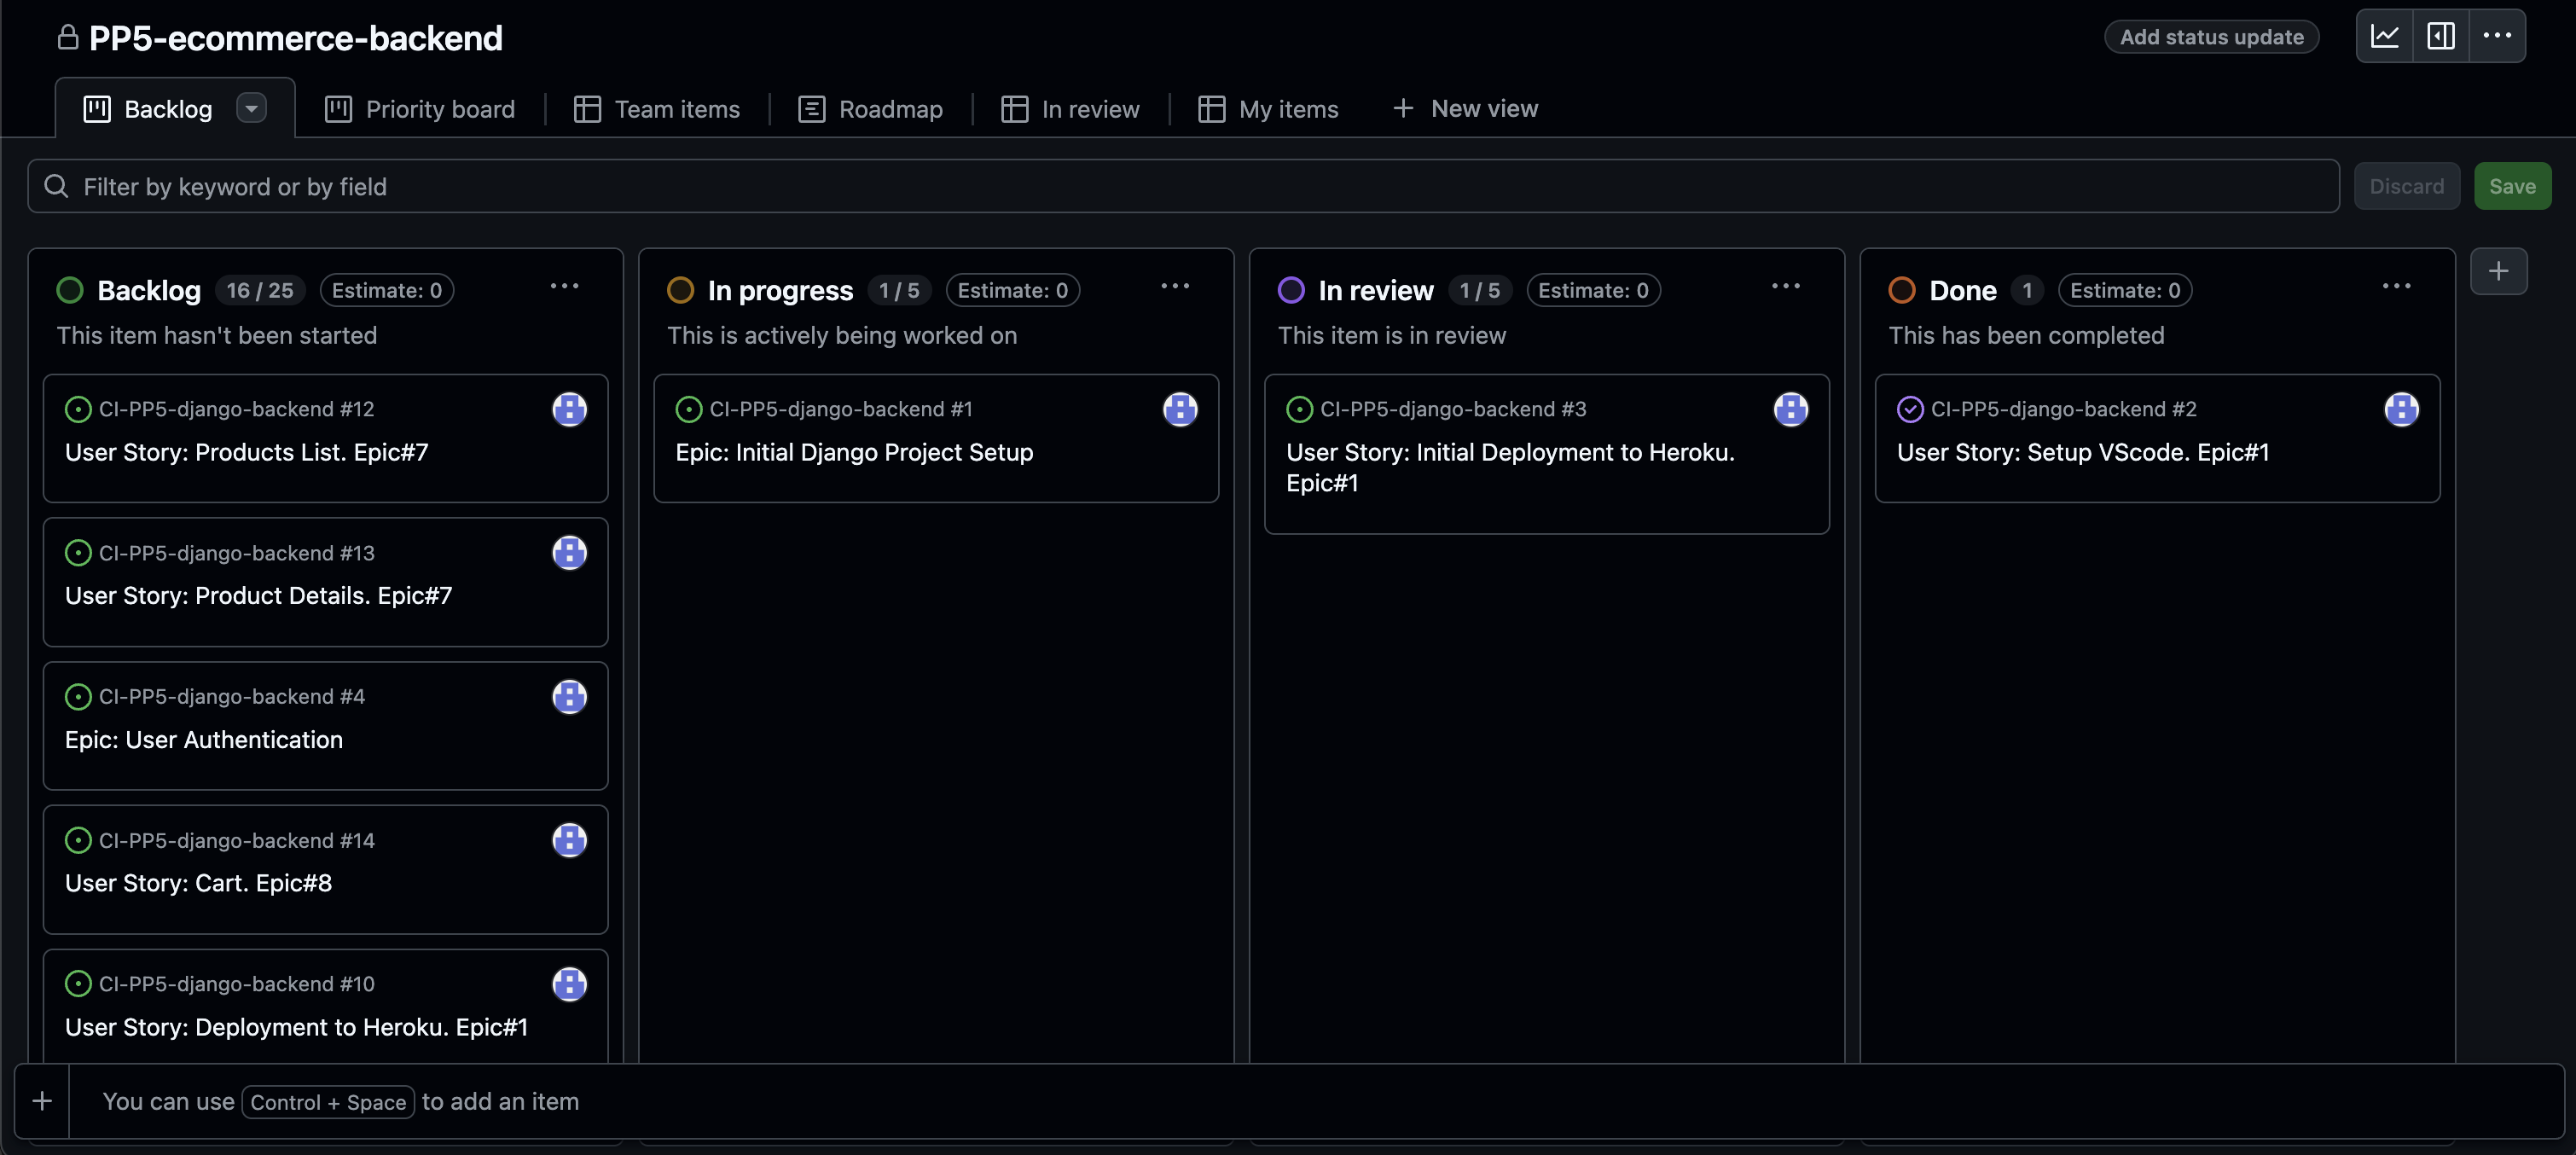 PP5-ecommerce-backend
Add status update
Backlog
Priority board
Team items
Roadmap
In review
My items
New view
Filter by keyword or by field
Discard
Save
Backlog 16 / 25 Estimate: 0
This item hasn't been started
CI-PP5-django-backend #12
User Story: Products List. Epic#7
CI-PP5-django-backend #13
User Story: Product Details. Epic#7
CI-PP5-django-backend #4
Epic: User Authentication
CI-PP5-django-backend #14
User Story: Cart. Epic#8
CI-PP5-django-backend #10
User Story: Deployment to Heroku. Epic#1
In progress 1 / 5 Estimate: 0
This is actively being worked on
CI-PP5-django-backend #1
Epic: Initial Django Project Setup
In review 1 / 5 Estimate: 0
This item is in review
CI-PP5-django-backend #3
User Story: Initial Deployment to Heroku.
Epic#1
Done 1 Estimate: 0
This has been completed
CI-PP5-django-backend #2
User Story: Setup VScode. Epic#1
You can use Control + Space to add an item